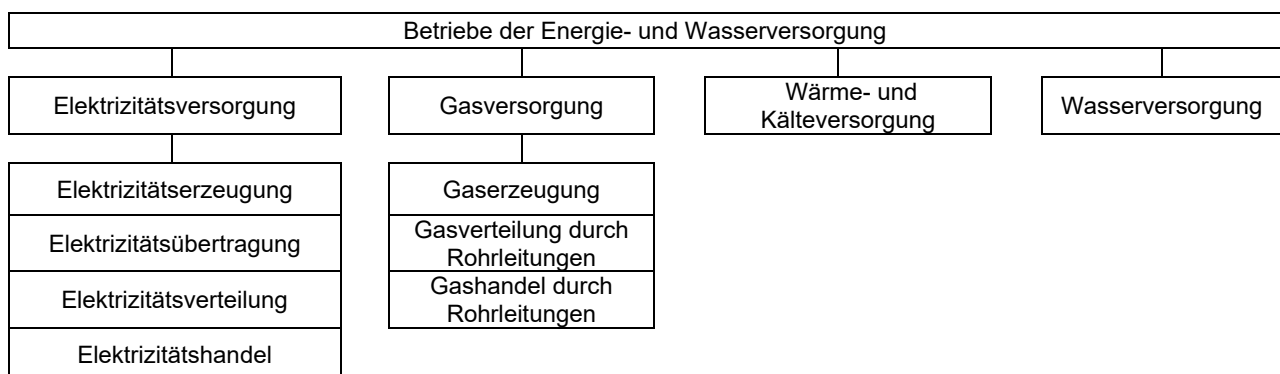 Betriebe der Energie- und Wasserversorgung
Elektrizitätsversorgung
Gasversorgung
Wärme- und
Kälteversorgung
Wasserversorgung
Elektrizitätserzeugung
Elektrizitätsübertragung
Elektrizitätsverteilung
Elektrizitätshandel
Gaserzeugung
Gasverteilung durch
Rohrleitungen
Gashandel durch
Rohrleitungen